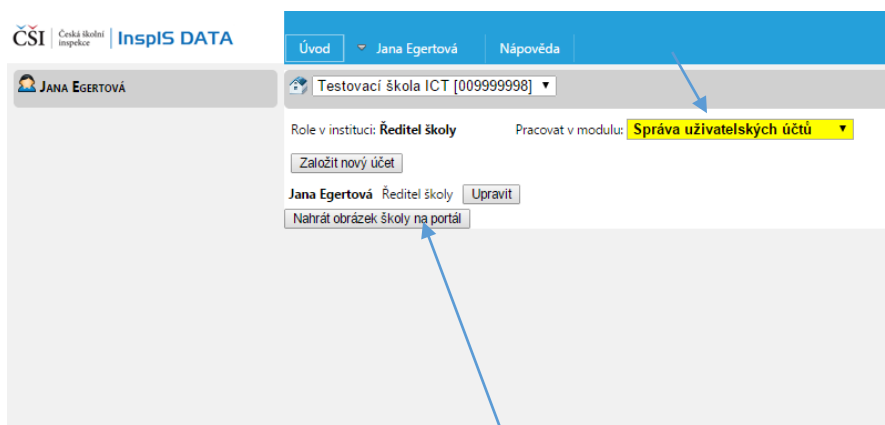 ČŠI Česká školní inspekce InspIS DATA
Úvod Jana Egertová Nápověda
Jana Egertová
Testovací škola ICT [009999998]
Role v instituci: Ředitel školy Pracovat v modulu: Správa uživatelských účtů
Založit nový účet
Jana Egertová Ředitel školy Upravit
Nahrát obrázek školy na portál